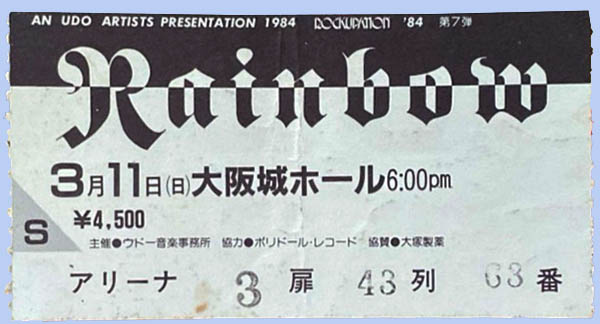 AN UDO ARTISTS PRESENTATION 1984 ROCKUPATION '84 第7弾
Rainbow
3月11日(日)大阪城ホール6:00pm
¥4,500
S
主催●ウドー音楽事務所 協力●ポリドール・レコード 協賛●大塚製薬
アリーナ 3 扉 43 列 63 番